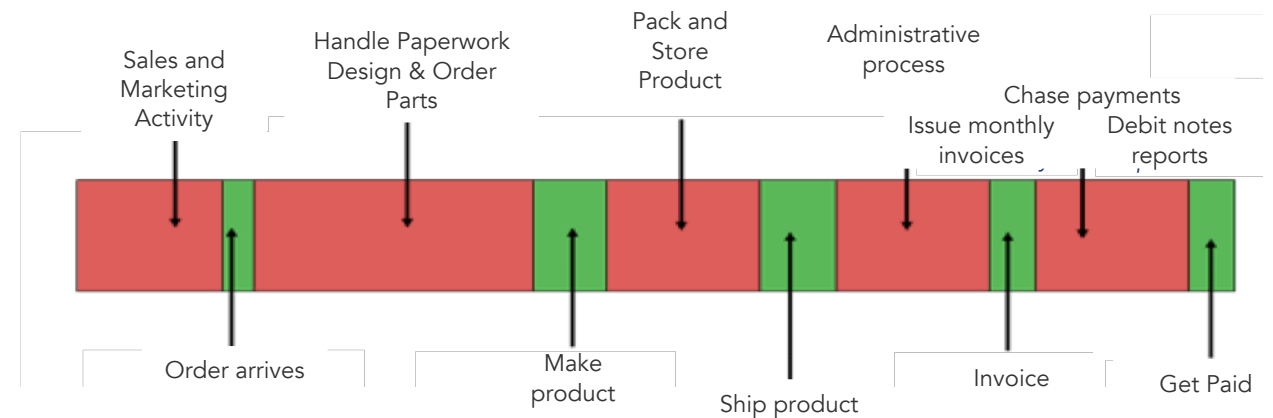 Sales and
Marketing
Activity
Handle Paperwork
Design & Order
Parts
Pack and
Store
Product
Administrative
process
Chase payments
Issue monthly
invoices
Debit notes
reports
Order arrives
Make
product
Ship product
Invoice
Get Paid